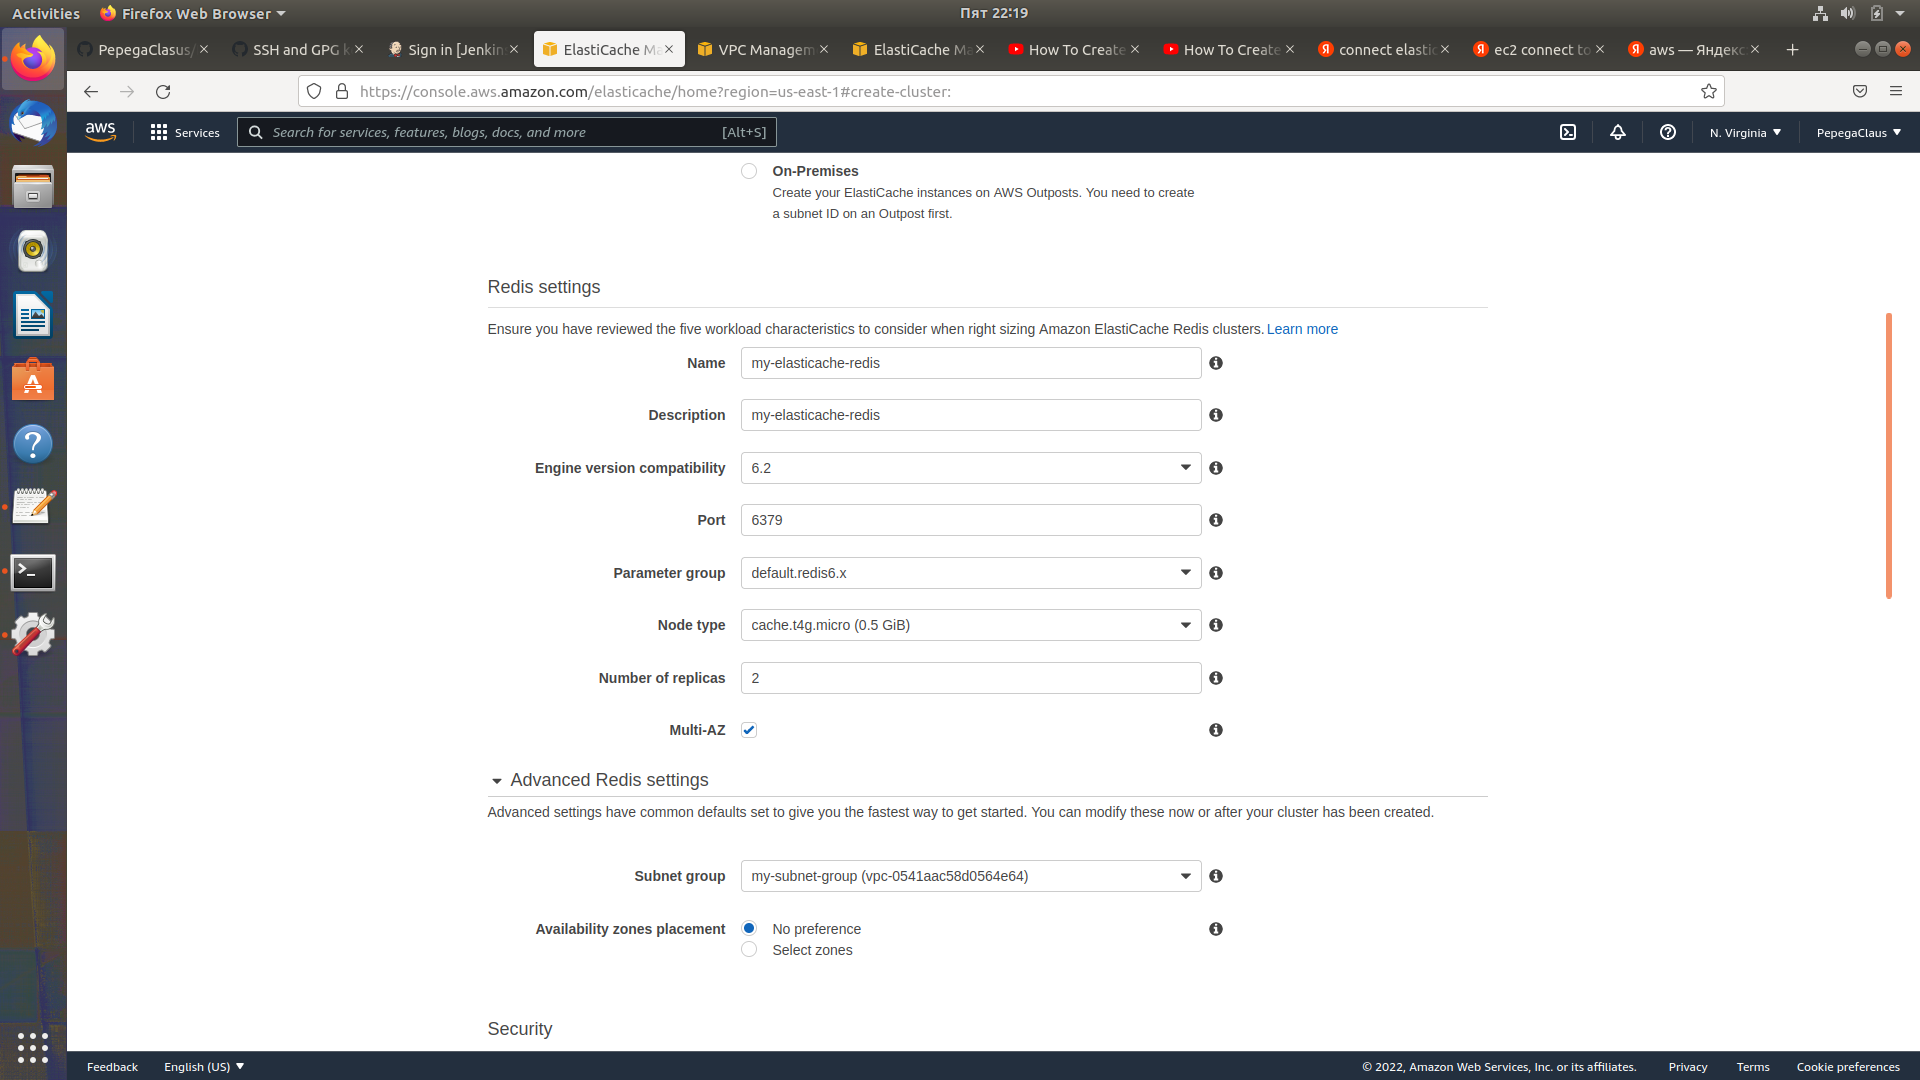 Activities
Firefox Web Browser
Пят 22:19
PepegaClasus/
SSH and GPG k
Sign in [Jenkin
ElastiCache Ma
VPC Managem
ElastiCache Ma
How To Create
How To Create
connect elastic
ec2 connect to
aws — Яндекс
https://console.aws.amazon.com/elasticache/home?region=us-east-1#create-cluster:
aws
Services
Search for services, features, blogs, docs, and more
[Alt+S]
N. Virginia
PepegaClaus
On-Premises
Create your ElastiCache instances on AWS Outposts. You need to create
a subnet ID on an Outpost first.
Redis settings
Ensure you have reviewed the five workload characteristics to consider when right sizing Amazon ElastiCache Redis clusters. Learn more
Name
my-elasticache-redis
Description
my-elasticache-redis
Engine version compatibility
6.2
Port
6379
Parameter group
default.redis6.x
Node type
cache.t4g.micro (0.5 GiB)
Number of replicas
2
Multi-AZ
Advanced Redis settings
Advanced settings have common defaults set to give you the fastest way to get started. You can modify these now or after your cluster has been created.
Subnet group
my-subnet-group (vpc-0541aac58d0564e64)
Availability zones placement
No preference
Select zones
Security
Feedback
English (US)
© 2022, Amazon Web Services, Inc. or its affiliates.
Privacy
Terms
Cookie preferences